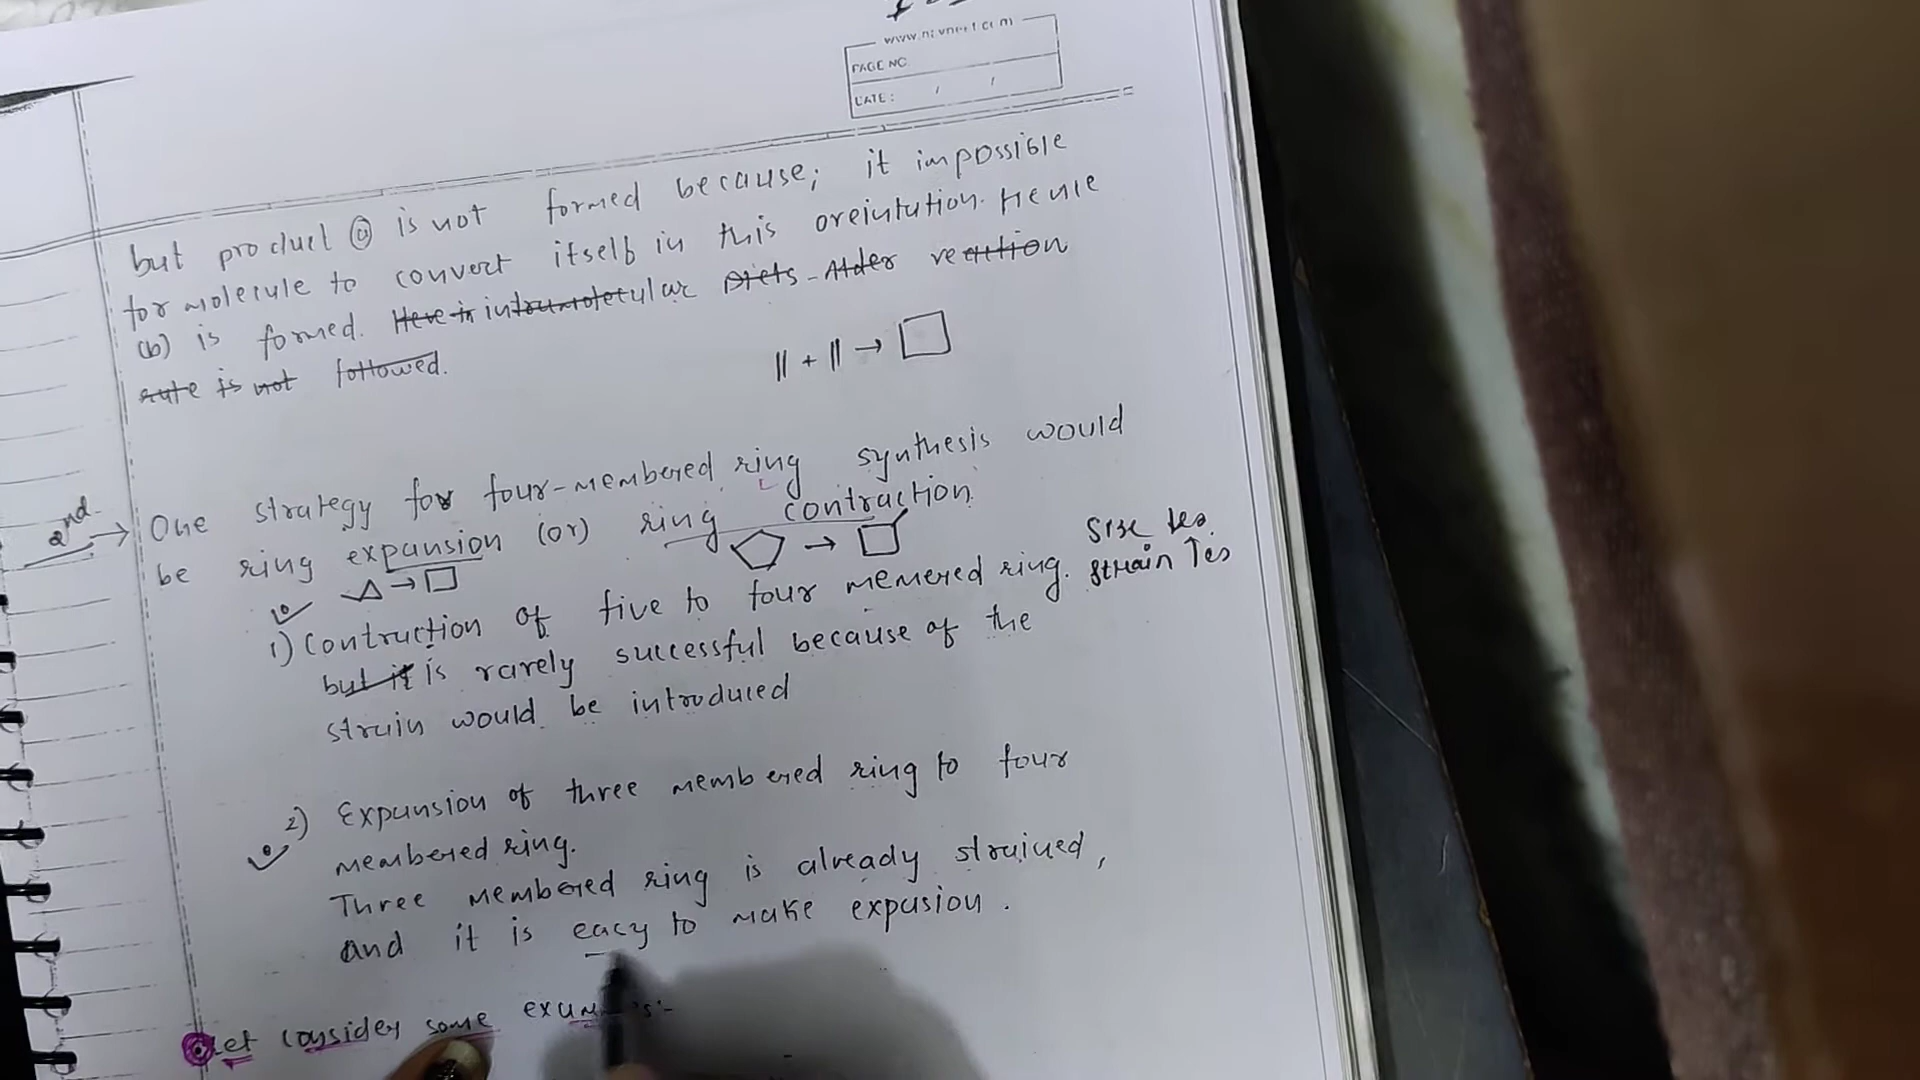 PAGE NO
DATE: / /
but product ⓐ is not formed because; it impossible
for molecule to convert itself in this oreintution. Hence
(b) is formed. Here in intramolecular Diels-Alder reaction
rule is not followed.
|| + || → □
2nd → One strategy for four-membered ring synthesis would
be ring expansion (or) ring contraction
△ → □ ⬠ → □
Size les
1) Contruction of five to four memered ring. strain ↑es
but it is rarely successful because of the
strain would be introduced
2) Expansion of three membered ring to four
membered ring.
Three membered ring is already strained,
and it is eacy to make expusion.
Let consider some